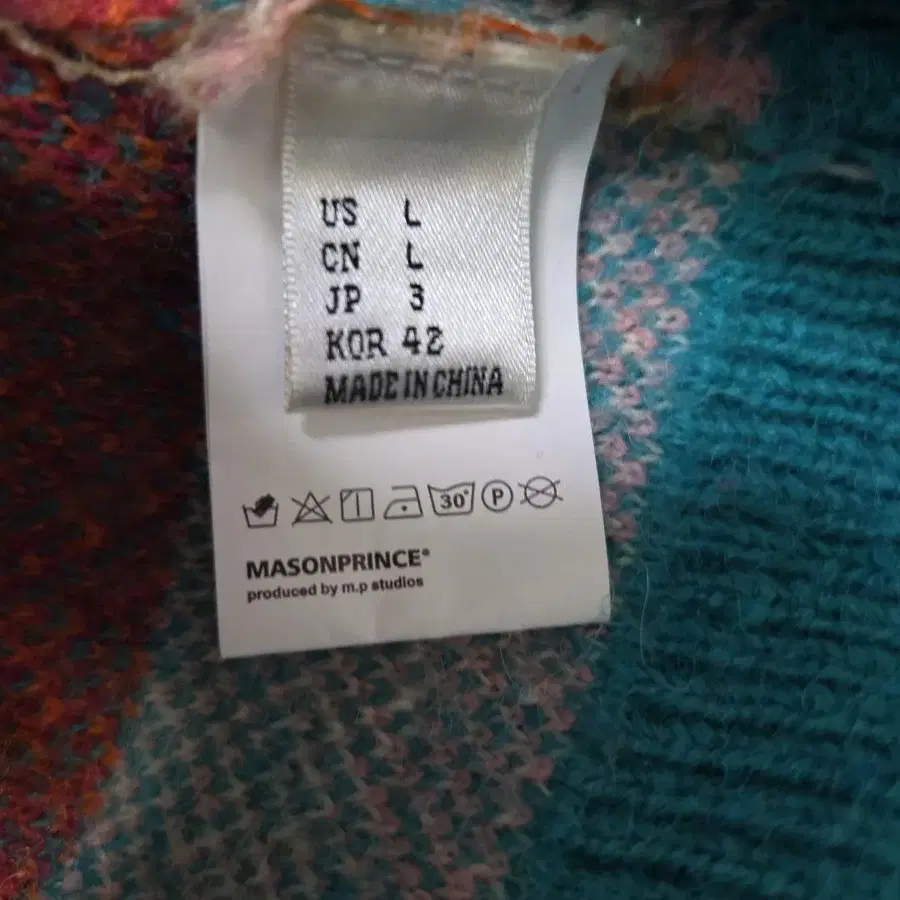 US L
CN L
JP 3
KOR 42
MADE IN CHINA
30°
P
MASONPRINCE®
produced by m.p studios